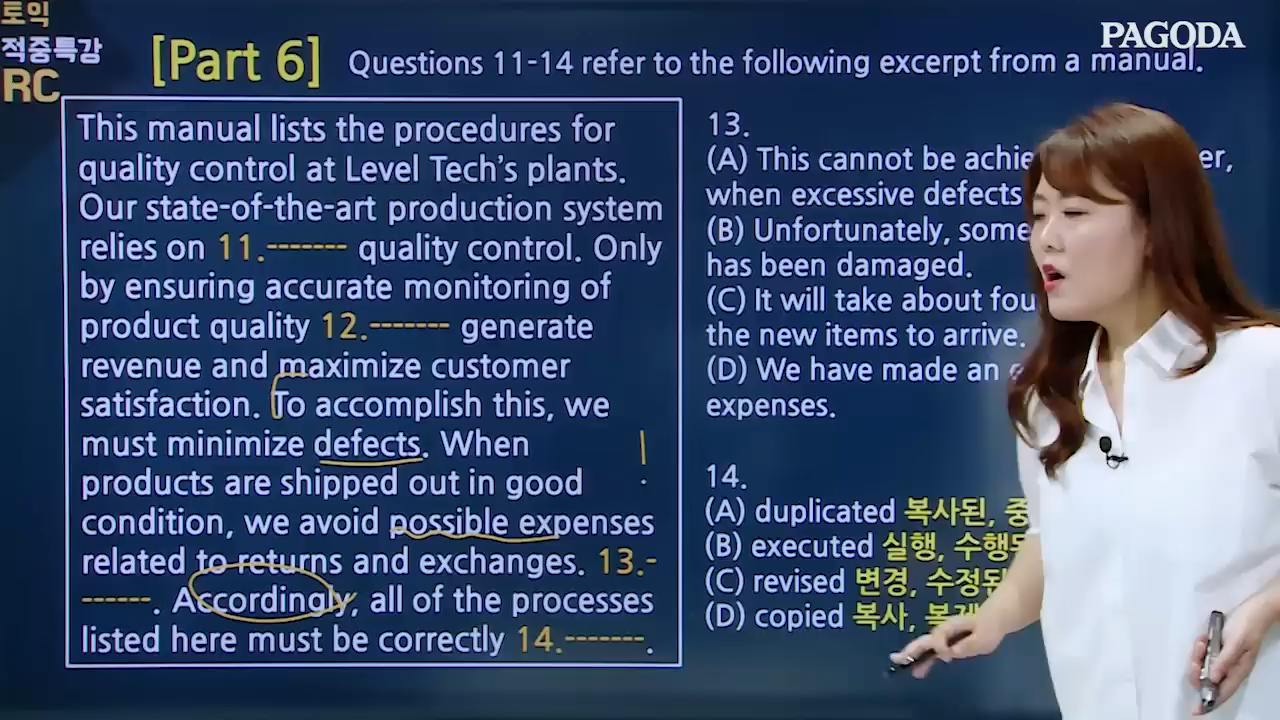 토익
적중특강
RC
[Part 6] Questions 11-14 refer to the following excerpt from a manual.
PAGODA
This manual lists the procedures for
quality control at Level Tech's plants.
Our state-of-the-art production system
relies on 11.------- quality control. Only
by ensuring accurate monitoring of
product quality 12.------- generate
revenue and maximize customer
satisfaction. To accomplish this, we
must minimize defects. When
products are shipped out in good
condition, we avoid possible expenses
related to returns and exchanges. 13.-
------. Accordingly, all of the processes
listed here must be correctly 14.-------.
13.
(A) This cannot be
when excessive defects
(B) Unfortunately, some
has been damaged.
(C) It will take about
the new items to arrive.
(D) We have made an
expenses.
14.
(A) duplicated 복사된,
(B) executed 실행,
(C) revised 변경,
(D) copied 복사,